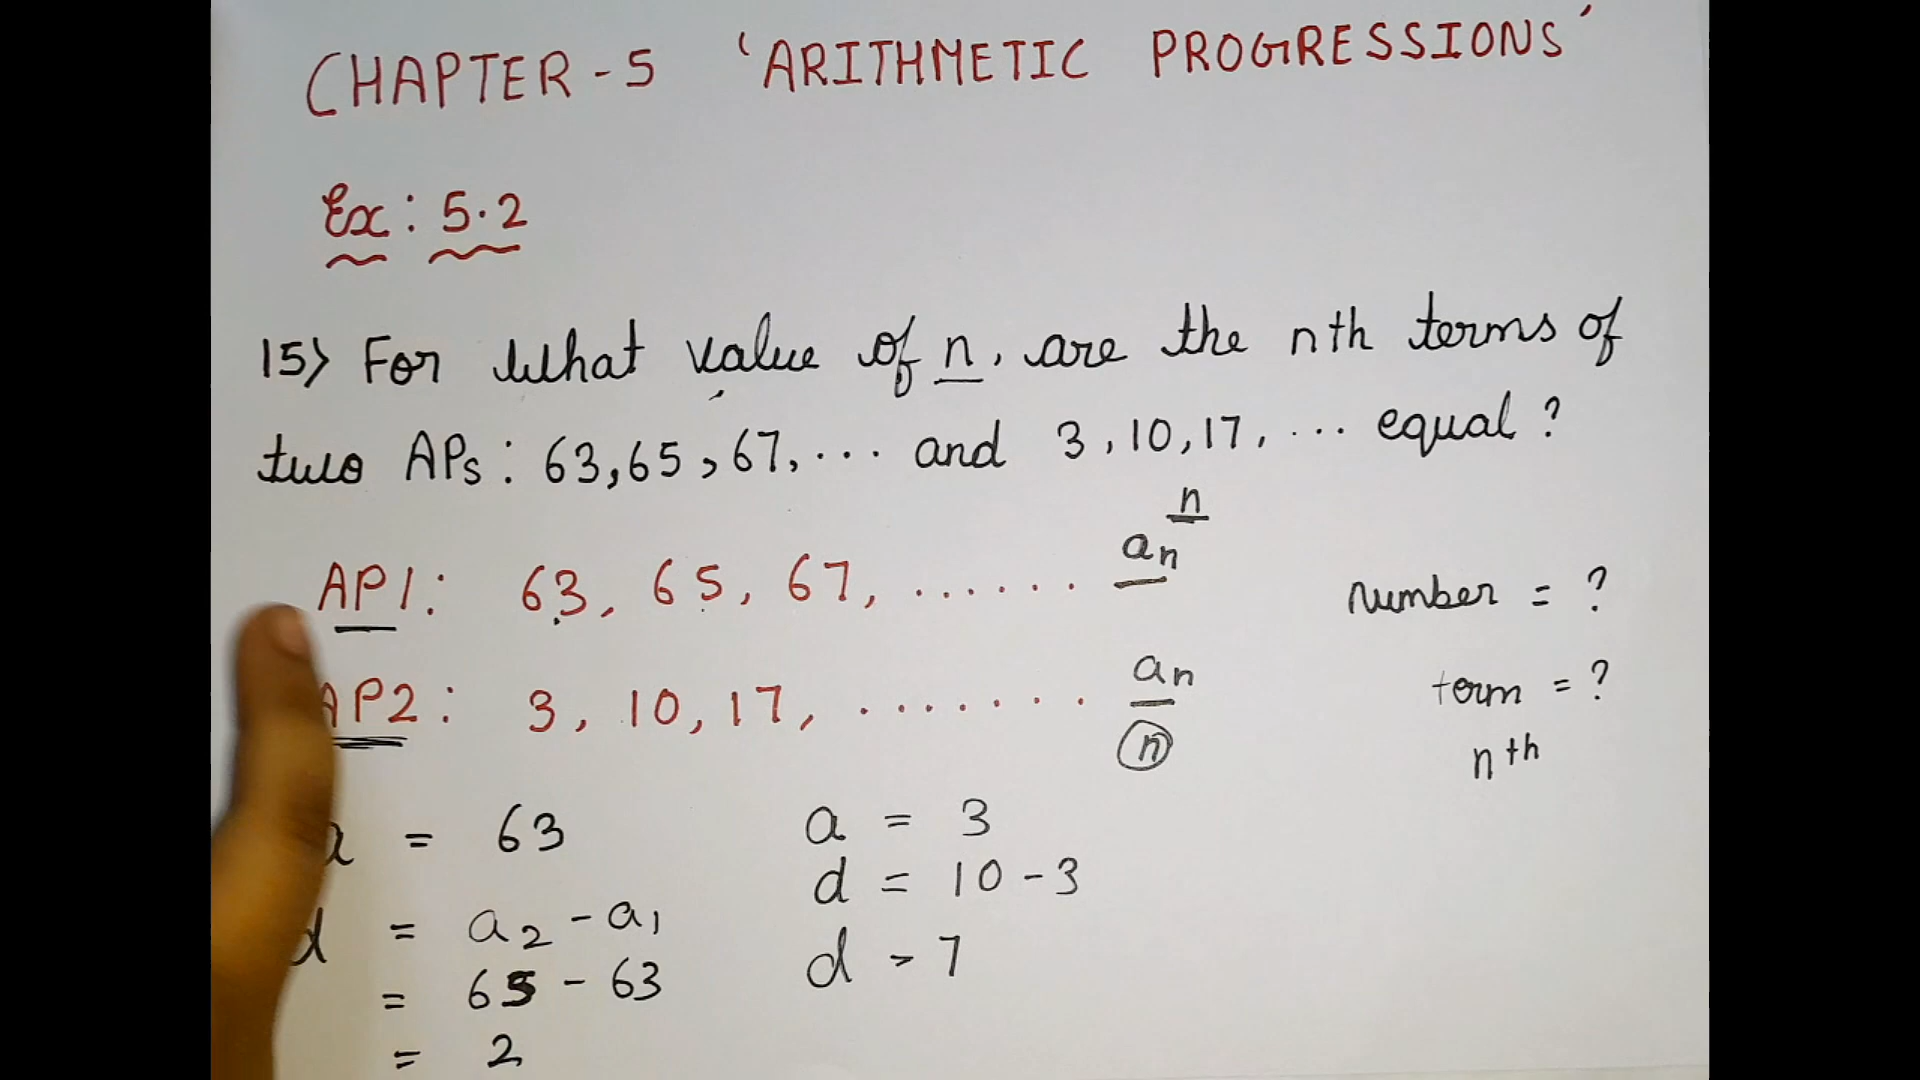 CHAPTER - 5 'ARITHMETIC PROGRESSIONS'
Ex : 5.2
15) For what value of n, are the nth terms of
two APs : 63, 65, 67, ... and 3, 10, 17, ... equal ?
n
AP1 : 63, 65, 67, ...... an
number = ?
AP2 : 3, 10, 17, ....... an
term = ?
n
nth
a = 63
d = a2 - a1
= 65 - 63
= 2
a = 3
d = 10 - 3
d = 7